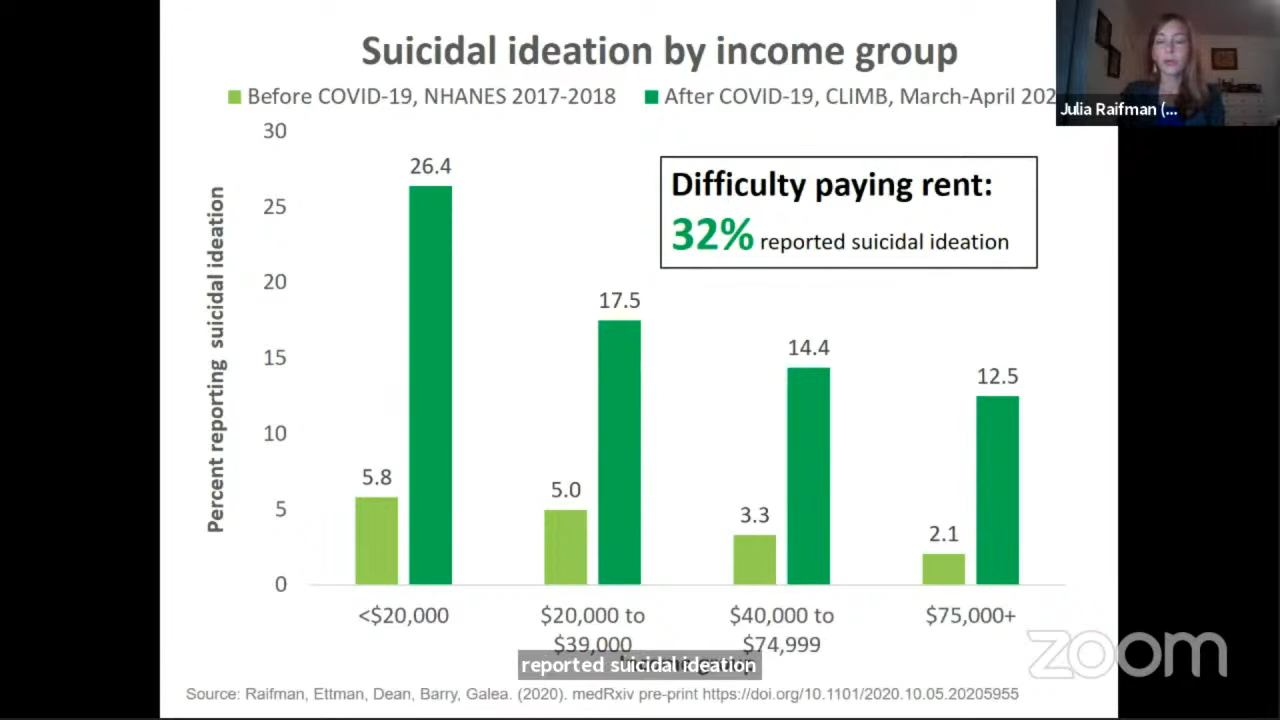 Suicidal ideation by income group
Before COVID-19, NHANES 2017-2018 After COVID-19, CLIMB, March-April 202
Julia Raifman (...
30
25
20
15
10
5
0
Percent reporting suicidal ideation
Difficulty paying rent:
32% reported suicidal ideation
26.4
17.5
14.4
12.5
5.8
5.0
3.3
2.1
<$20,000
$20,000 to
$39,000
$40,000 to
$74,999
$75,000+
reported suicidal ideation
zoom
Source: Raifman, Ettman, Dean, Barry, Galea. (2020). medRxiv pre-print https://doi.org/10.1101/2020.10.05.20205955